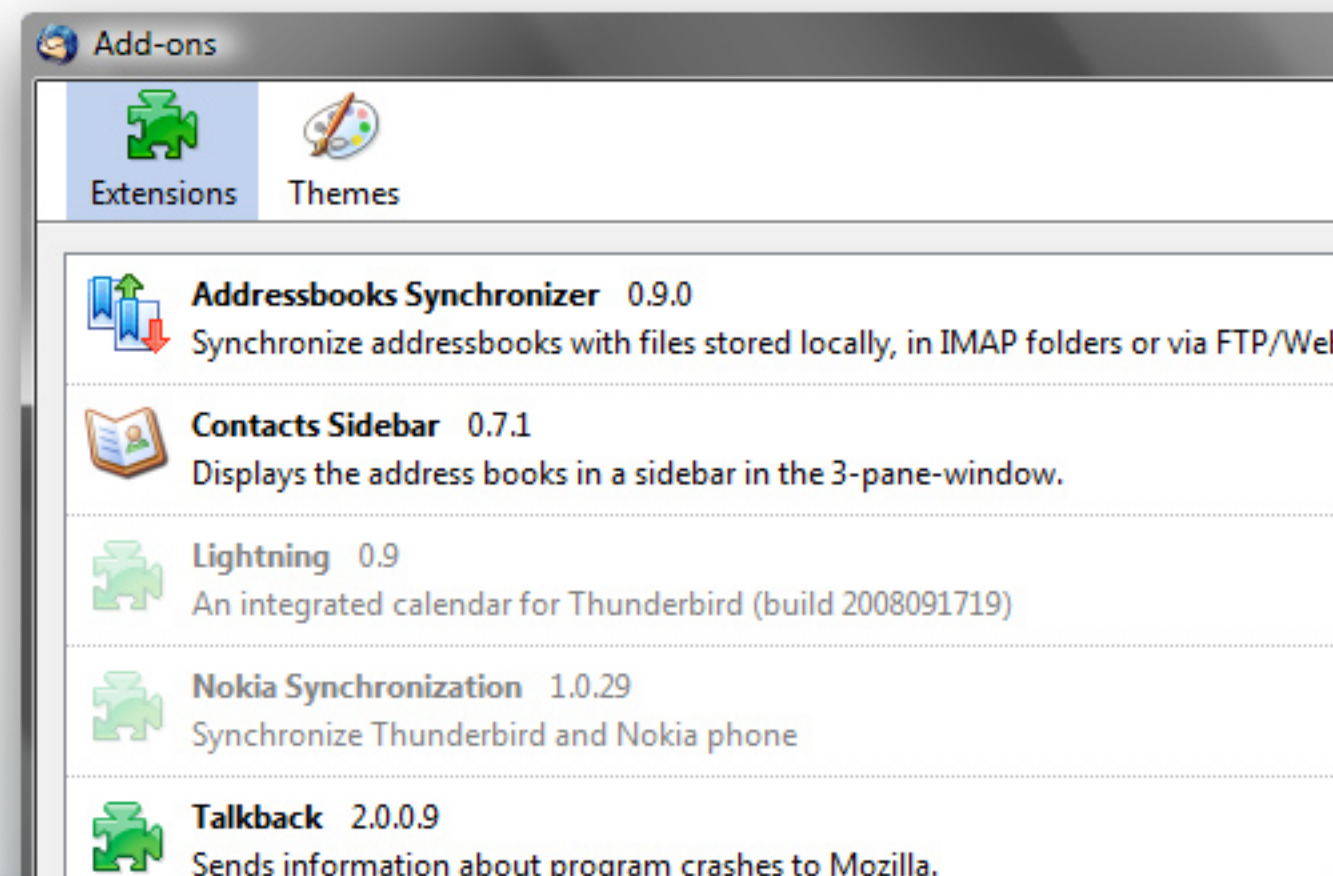 Add-ons
Extensions Themes
Addressbooks Synchronizer 0.9.0
Synchronize addressbooks with files stored locally, in IMAP folders or via FTP/Web
Contacts Sidebar 0.7.1
Displays the address books in a sidebar in the 3-pane-window.
Lightning 0.9
An integrated calendar for Thunderbird (build 2008091719)
Nokia Synchronization 1.0.29
Synchronize Thunderbird and Nokia phone
Talkback 2.0.0.9
Sends information about program crashes to Mozilla.